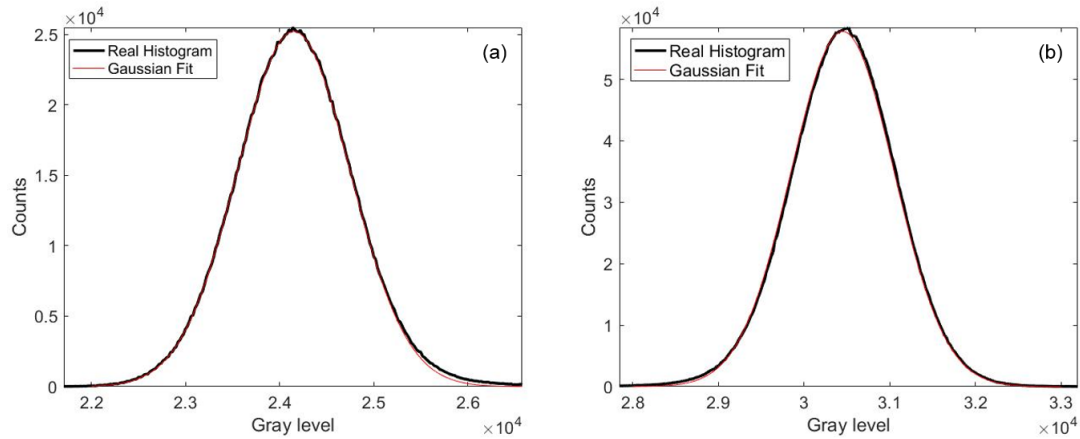 ×10⁴
2.5
2
1.5
1
0.5
0
Counts
Real Histogram
Gaussian Fit
(a)
2.2
2.3
2.4
2.5
2.6
Gray level
×10⁴
×10⁴
5
4
3
2
1
0
Counts
Real Histogram
Gaussian Fit
(b)
2.8
2.9
3
3.1
3.2
3.3
Gray level
×10⁴